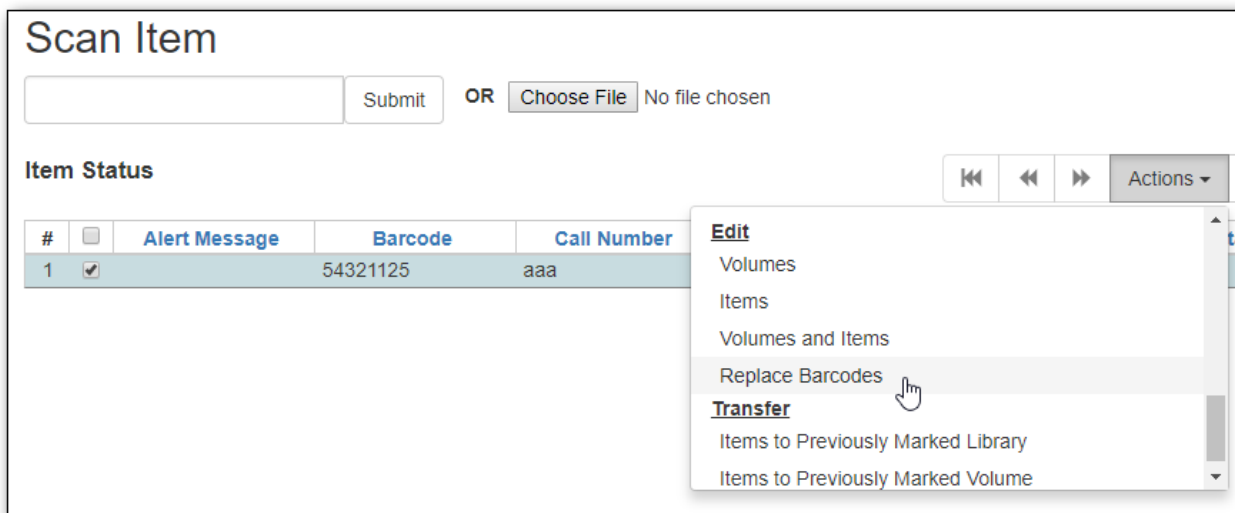 Scan Item
Submit OR Choose File No file chosen
Item Status
Actions
# Alert Message Barcode Call Number
1 54321125 aaa
Edit
Volumes
Items
Volumes and Items
Replace Barcodes
Transfer
Items to Previously Marked Library
Items to Previously Marked Volume